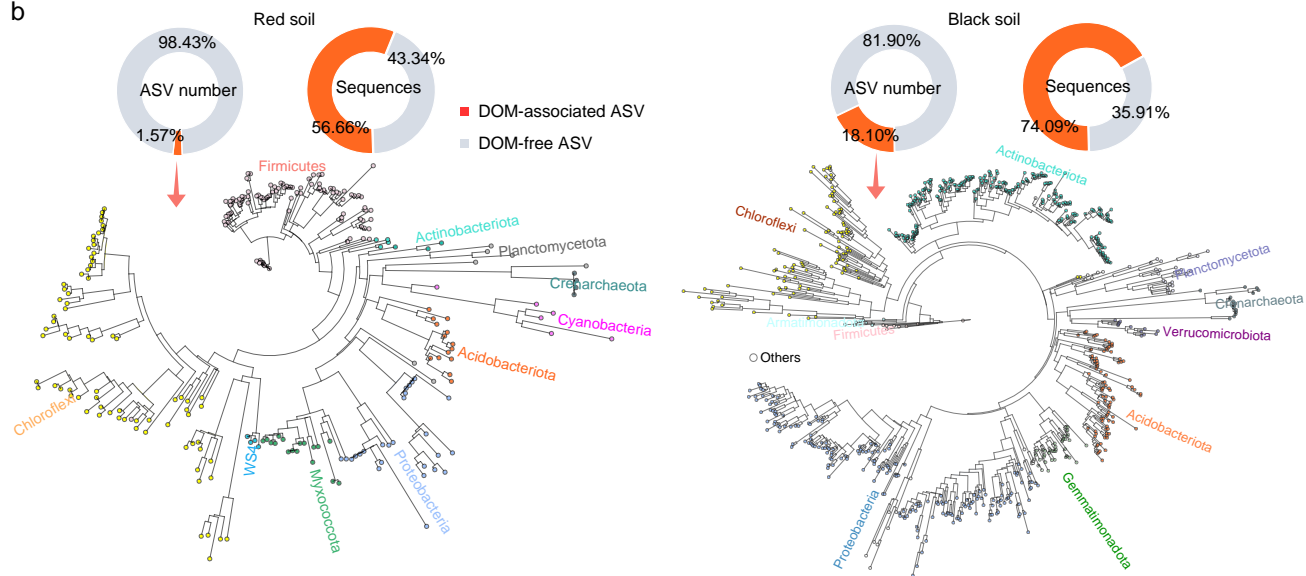 b
Red soil
Black soil
98.43%
ASV number
1.57%
43.34%
Sequences
56.66%
DOM-associated ASV
DOM-free ASV
81.90%
ASV number
18.10%
Sequences
35.91%
74.09%
Firmicutes
Actinobacteriota
Planctomycetota
Crenarchaeota
Cyanobacteria
Acidobacteriota
Chloroflexi
WS4
Myxococcota
Proteobacteria
Actinobacteriota
Chloroflexi
Planctomycetota
Crenarchaeota
Verrucomicrobiota
Firmicutes
Others
Acidobacteriota
Gemmatimonadota
Proteobacteria